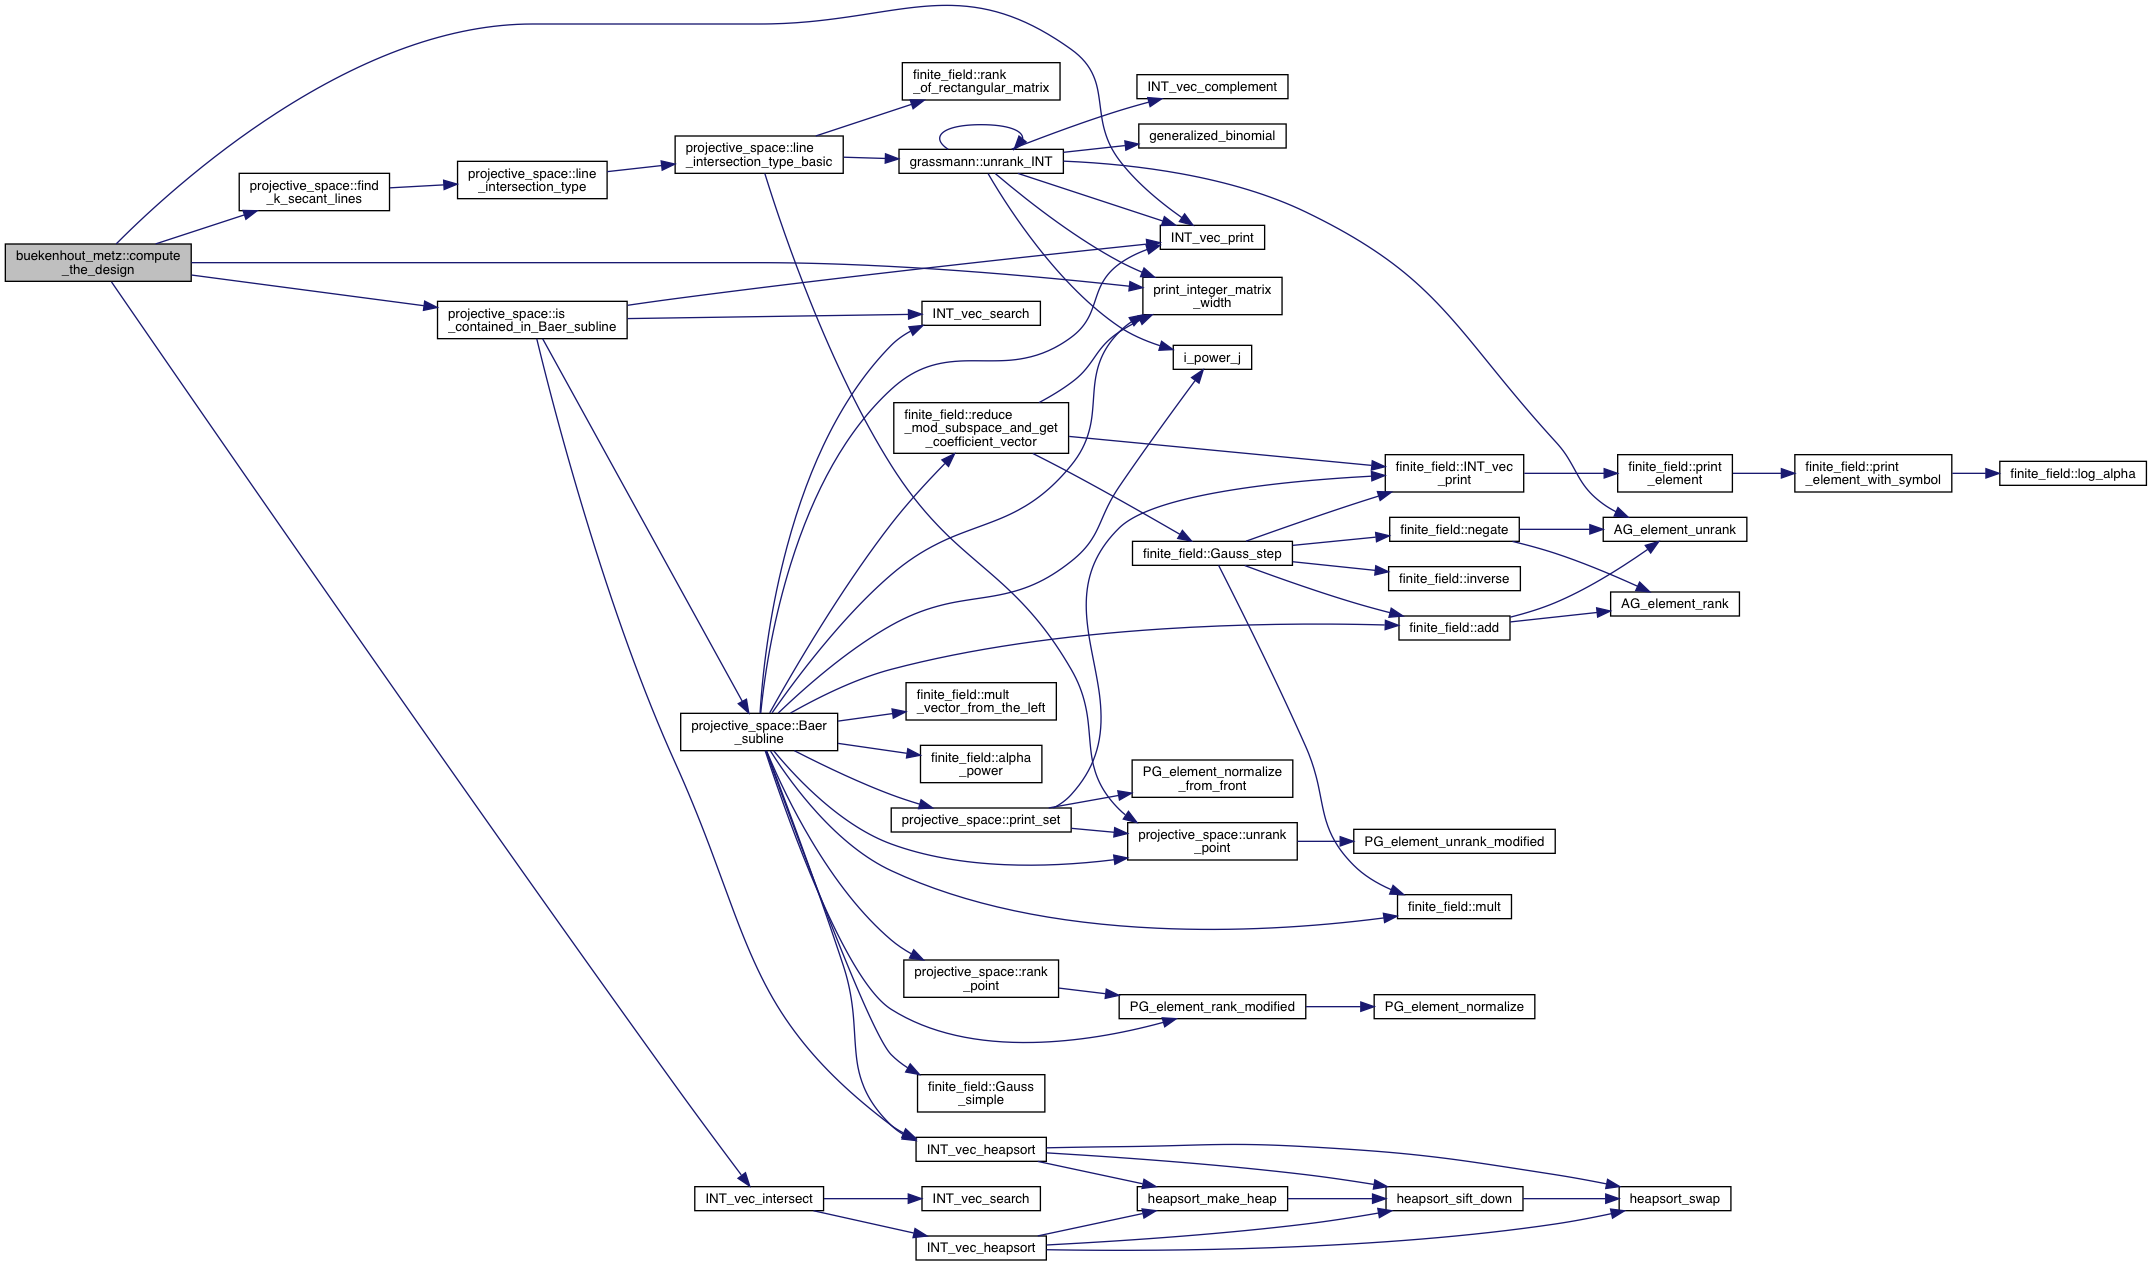 buekenhout_metz::compute
_the_design
projective_space::find
_k_secant_lines
projective_space::line
_intersection_type
projective_space::line
_intersection_type_basic
finite_field::rank
_of_rectangular_matrix
grassmann::unrank_INT
INT_vec_complement
generalized_binomial
INT_vec_print
print_integer_matrix
_width
i_power_j
projective_space::is
_contained_in_Baer_subline
INT_vec_search
finite_field::reduce
_mod_subspace_and_get
_coefficient_vector
finite_field::INT_vec
_print
finite_field::print
_element
finite_field::print
_element_with_symbol
finite_field::log_alpha
finite_field::Gauss_step
finite_field::negate
finite_field::inverse
finite_field::add
AG_element_unrank
AG_element_rank
projective_space::Baer
_subline
finite_field::mult
_vector_from_the_left
finite_field::alpha
_power
projective_space::print_set
PG_element_normalize
_from_front
projective_space::unrank
_point
PG_element_unrank_modified
finite_field::mult
projective_space::rank
_point
PG_element_rank_modified
PG_element_normalize
finite_field::Gauss
_simple
INT_vec_heapsort
INT_vec_intersect
INT_vec_search
INT_vec_heapsort
heapsort_make_heap
heapsort_sift_down
heapsort_swap